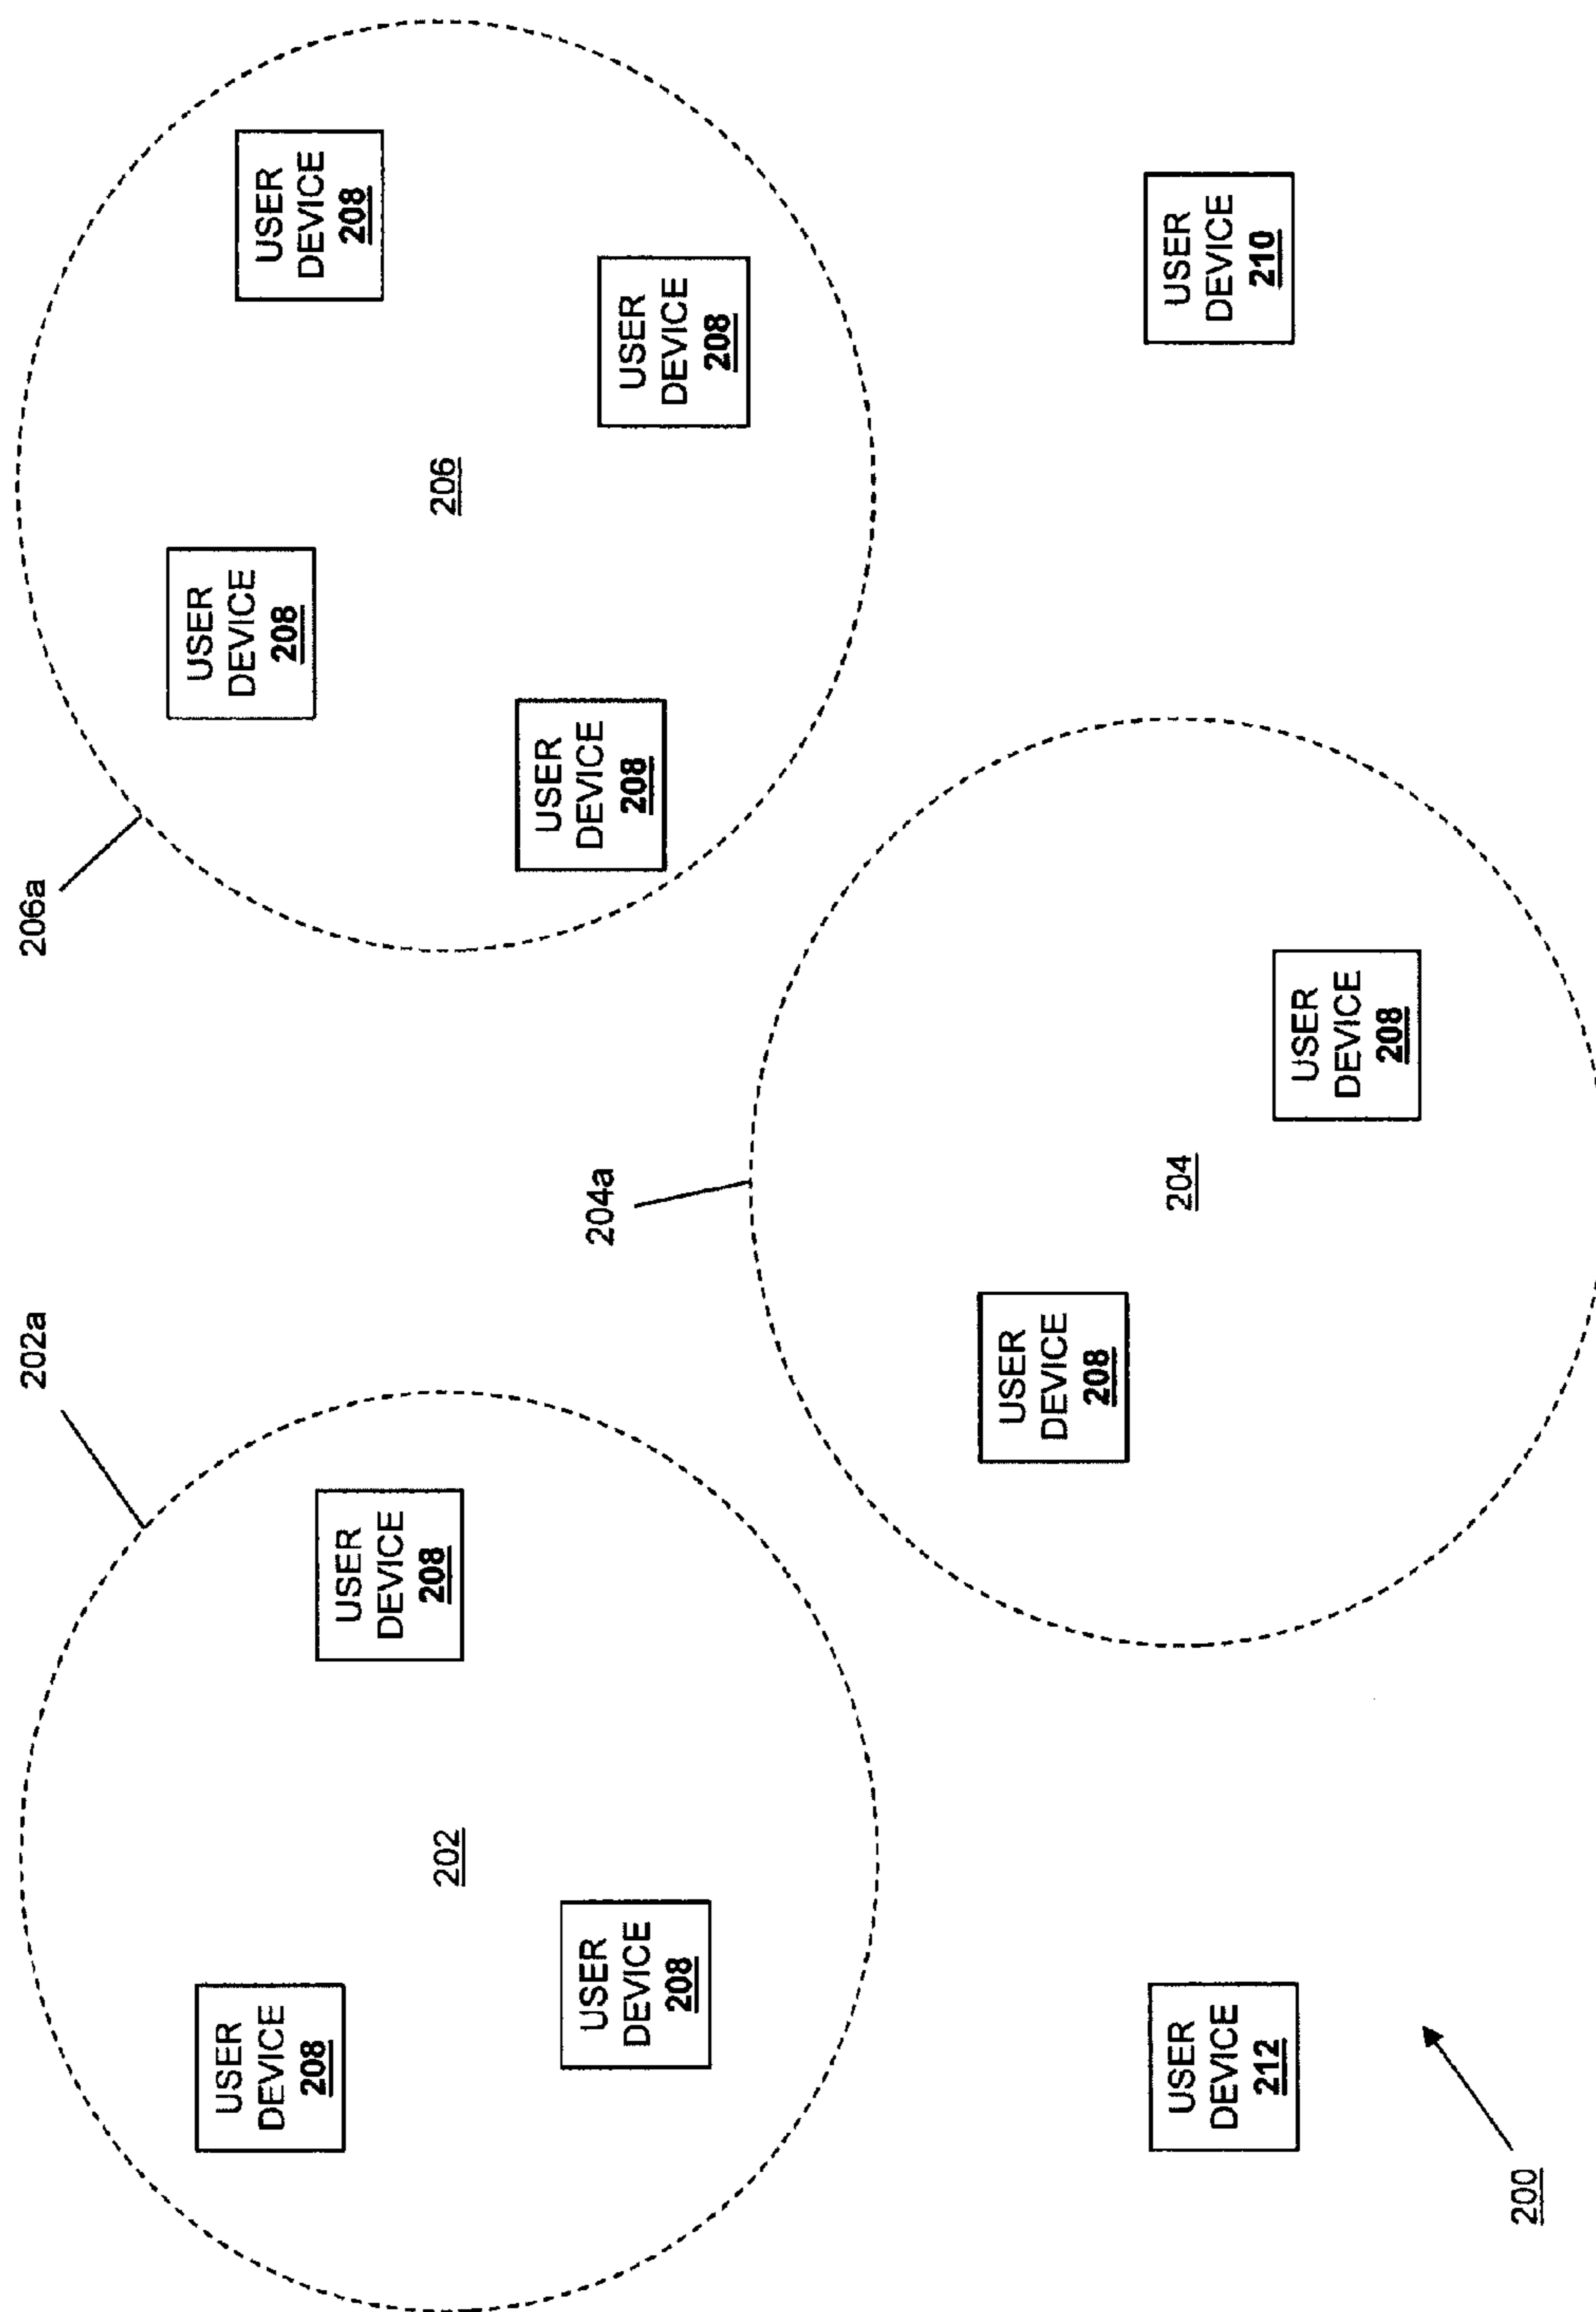 202a
USER
DEVICE
208
USER
DEVICE
208
202
USER
DEVICE
208
206a
USER
DEVICE
208
USER
DEVICE
208
206
USER
DEVICE
208
USER
DEVICE
208
204a
USER
DEVICE
208
204
USER
DEVICE
208
USER
DEVICE
212
USER
DEVICE
210
200